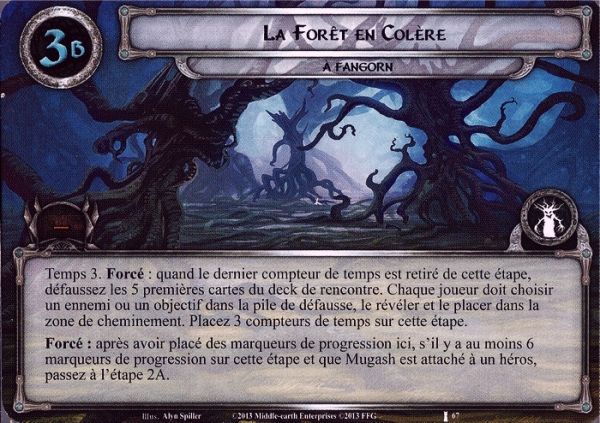 3B
La Forêt en Colère
A Fangorn
Temps 3. Forcé : quand le dernier compteur de temps est retiré de cette étape,
défaussez les 5 premières cartes du deck de rencontre. Chaque joueur doit choisir
un ennemi ou un objectif dans la pile de défausse, le révéler et le placer dans la
zone de cheminement. Placez 3 compteurs de temps sur cette étape.
Forcé : après avoir placé des marqueurs de progression ici, s'il y a au moins 6
marqueurs de progression sur cette étape et que Mugash est attaché à un héros,
passez à l'étape 2A.
Illus. Alyn Spiller ©2013 Middle-earth Enterprises ©2013 FFG 67